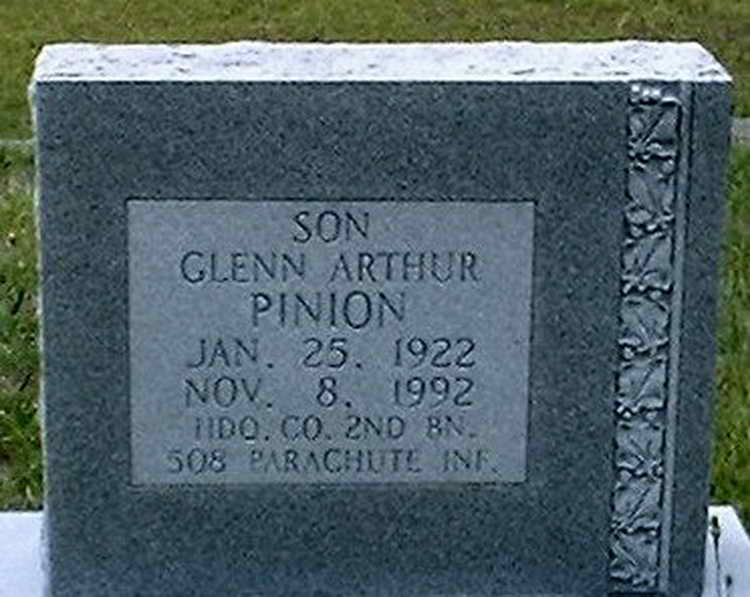 SON
GLENN ARTHUR
PINION
JAN. 25. 1922
NOV. 8. 1992
HDQ. CO. 2ND BN.
508 PARACHUTE INF.